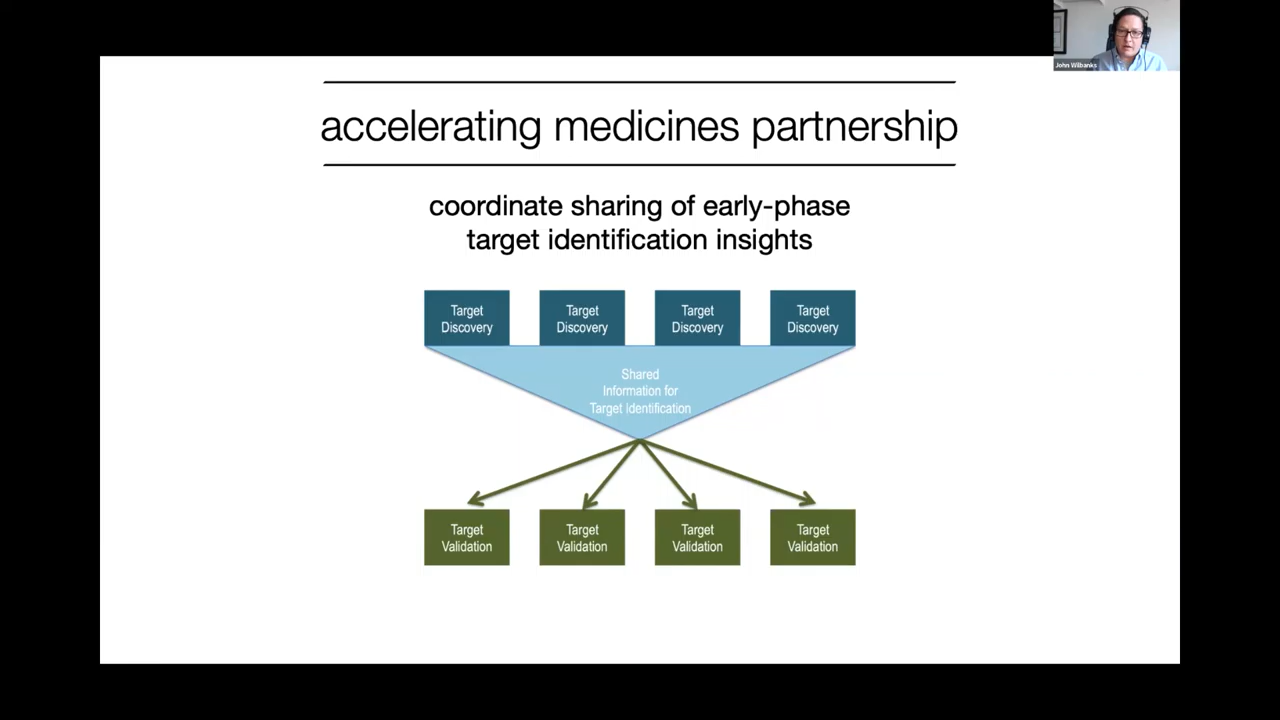 John Wilbanks
accelerating medicines partnership
coordinate sharing of early-phase
target identification insights
Target
Discovery
Target
Discovery
Target
Discovery
Target
Discovery
Shared
Information for
Target Identification
Target
Validation
Target
Validation
Target
Validation
Target
Validation